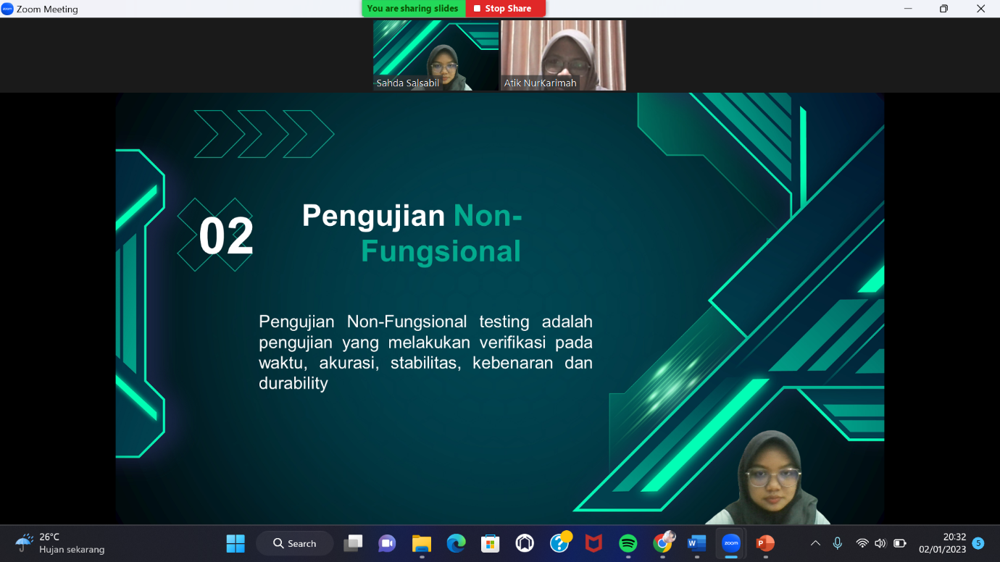 Zoom Meeting
You are sharing slides
Stop Share
Sahda Salsabil
Atik NurKarimah
02
Pengujian Non-
Fungsional
Pengujian Non-Fungsional testing adalah
pengujian yang melakukan verifikasi pada
waktu, akurasi, stabilitas, kebenaran dan
durability
26°C
Hujan sekarang
Search
zoom
20:32
02/01/2023
5